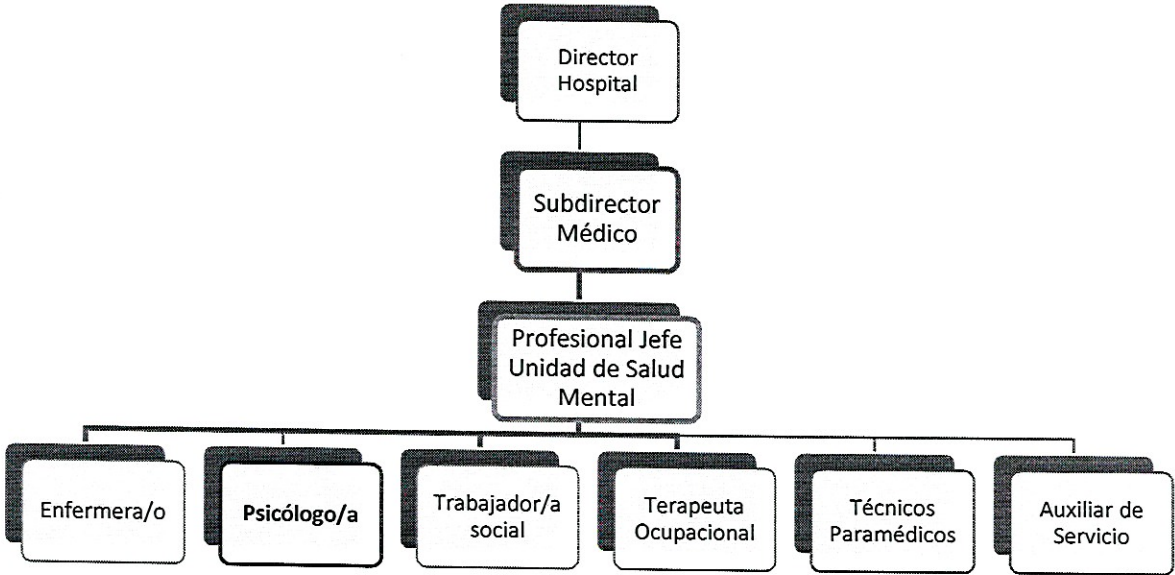 Director
Hospital
Subdirector
Médico
Profesional Jefe
Unidad de Salud
Mental
Enfermera/o
Psicólogo/a
Trabajador/a
social
Terapeuta
Ocupacional
Técnicos
Paramédicos
Auxiliar de
Servicio